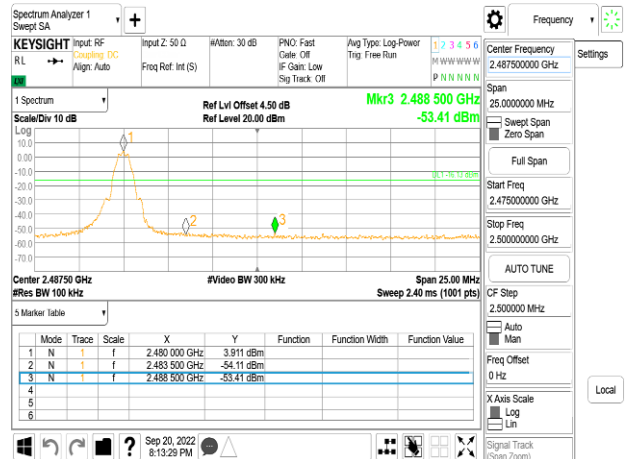 Spectrum Analyzer 1
Swept SA
Frequency
KEYSIGHT Input: RF Input Z: 50 Ω #Atten: 30 dB PNO: Fast Avg Type: Log-Power 1 2 3 4 5 6
RL Coupling: DC Gate: Off Trig: Free Run M W W W W W
Align: Auto Freq Ref: Int (S) IF Gain: Low
Sig Track: Off P N N N N N
1 Spectrum
Ref Lvl Offset 4.50 dB
Mkr3 2.488 500 GHz
Scale/Div 10 dB
Ref Level 20.00 dBm
-53.41 dBm
Log
10.0
0.00
-10.0
-20.0
-30.0
-40.0
-50.0
-60.0
-70.0
1
2
3
DL1 -16.13 dBm
Center 2.48750 GHz #Video BW 300 kHz Span 25.00 MHz
#Res BW 100 kHz Sweep 2.40 ms (1001 pts)
5 Marker Table
Mode Trace Scale X Y Function Function Width Function Value
1 N 1 f 2.480 000 GHz 3.911 dBm
2 N 1 f 2.483 500 GHz -54.11 dBm
3 N 1 f 2.488 500 GHz -53.41 dBm
4
5
6
Sep 20, 2022
8:13:29 PM
?
Center Frequency
2.487500000 GHz
Settings
Span
25.0000000 MHz
Swept Span
Zero Span
Full Span
Start Freq
2.475000000 GHz
Stop Freq
2.500000000 GHz
AUTO TUNE
CF Step
2.500000 MHz
Auto
Man
Freq Offset
0 Hz
X Axis Scale
Log
Lin
Local
Signal Track
(Span Zoom)